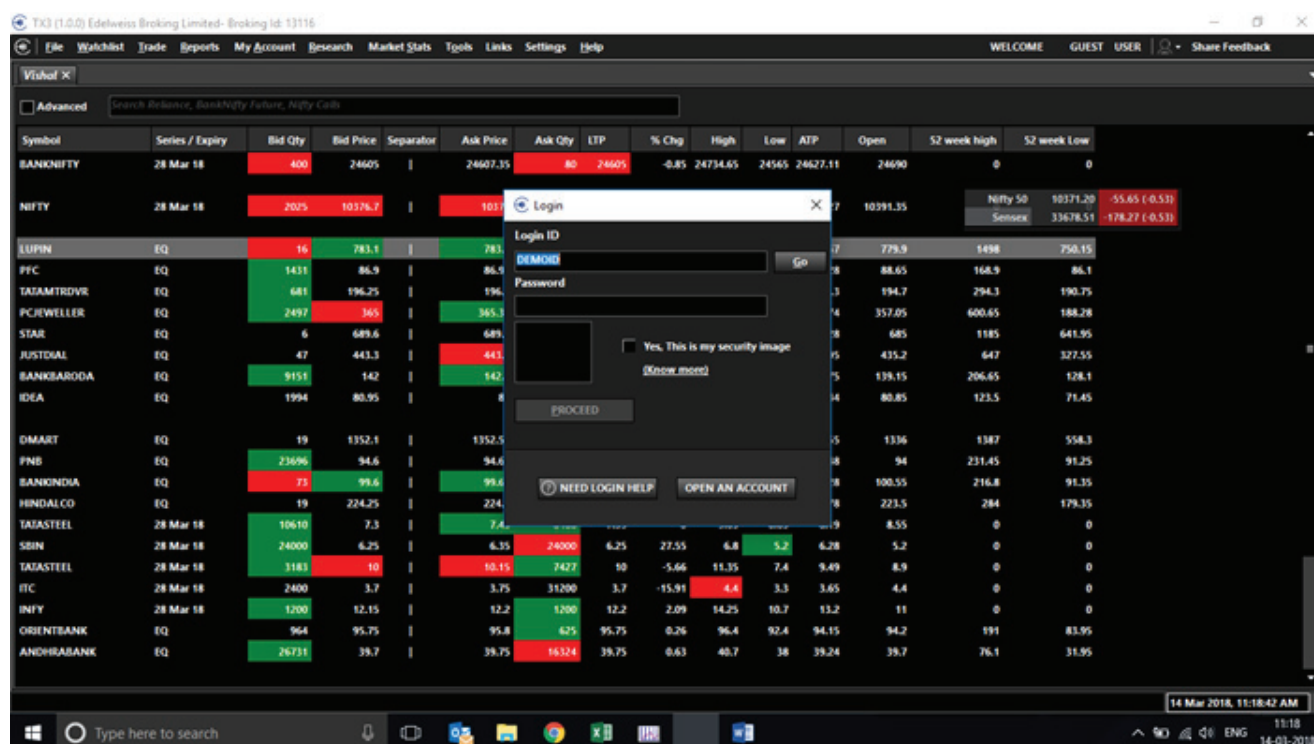 TX3 (1.0.0) Edelweiss Broking Limited- Broking Id: 13116
File Watchlist Trade Reports My Account Research Market Stats Tools Links Settings Help WELCOME GUEST USER Share Feedback
Vishal X
Advanced Search Reliance, BankNifty Future, Nifty Calls
Symbol Series / Expiry Bid Qty Bid Price Separator Ask Price Ask Qty LTP % Chg High Low ATP Open 52 week high 52 week Low
BANKNIFTY 28 Mar 18 400 24605 | 24607.35 80 24605 -0.85 24734.65 24565 24627.11 24690 0 0
Nifty 50 10371.20 -55.65 (-0.53)
NIFTY 28 Mar 18 2025 10376.7 | 1037 10391.35
Sensex 33678.51 -178.27 (-0.53)
Login
Login ID
DEMOID Go
Password
Yes, This is my security image
(Know more)
PROCEED
NEED LOGIN HELP OPEN AN ACCOUNT
LUPIN EQ 16 783.1 | 783. 779.9 1498 750.15
PFC EQ 1431 86.9 | 86.9 88.65 168.9 86.1
TATAMTRDVR EQ 681 196.25 | 196. 194.7 294.3 190.75
PCJEWELLER EQ 2497 365 | 365.3 357.05 600.65 188.28
STAR EQ 6 689.6 | 689. 685 1185 641.95
JUSTDIAL EQ 47 443.3 | 443. 435.2 647 327.55
BANKBARODA EQ 9151 142 | 142. 139.15 206.65 128.1
IDEA EQ 1994 80.95 | 80.85 123.5 71.45
DMART EQ 19 1352.1 | 1352.5 1336 1387 558.3
PNB EQ 23696 94.6 | 94.6 94 231.45 91.25
BANKINDIA EQ 73 99.6 | 99.6 100.55 216.8 91.35
HINDALCO EQ 19 224.25 | 224. 223.5 284 179.35
TATASTEEL 28 Mar 18 10610 7.3 | 8.55 0 0
SBIN 28 Mar 18 24000 6.25 | 6.35 24000 6.25 27.55 6.8 5.2 6.28 5.2 0 0
TATASTEEL 28 Mar 18 3183 10 | 10.15 7427 10 -5.66 11.35 7.4 9.49 8.9 0 0
ITC 28 Mar 18 2400 3.7 | 3.75 31200 3.7 -15.91 4.4 3.3 3.65 4.4 0 0
INFY 28 Mar 18 1200 12.15 | 12.2 1200 12.2 2.09 14.25 10.7 13.2 11 0 0
ORIENTBANK EQ 964 95.75 | 95.8 625 95.75 0.26 96.4 92.4 94.15 94.2 191 83.95
ANDHRABANK EQ 26731 39.7 | 39.75 16324 39.75 0.63 40.7 38 39.24 39.7 76.1 31.95
14 Mar 2018, 11:18:42 AM
Type here to search ENG 11:18
14-03-2018